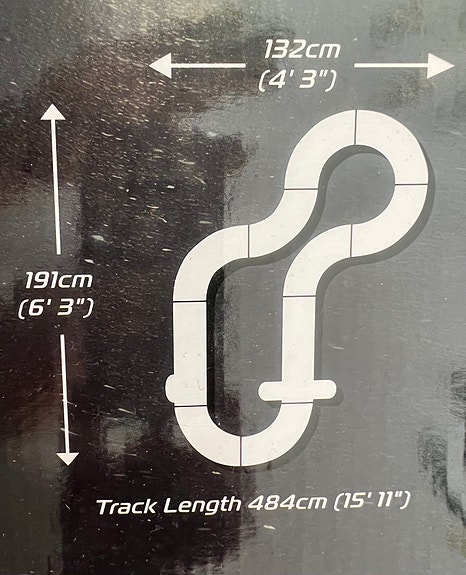 132cm
(4' 3")
191cm
(6' 3")
Track Length 484cm (15' 11")